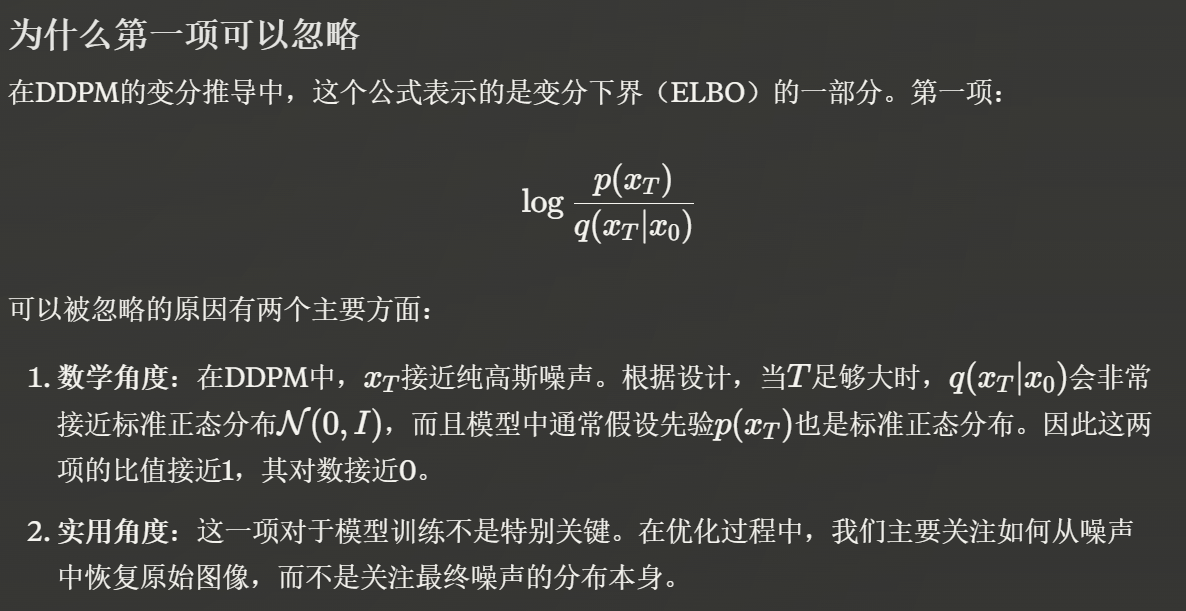 为什么第一项可以忽略
在DDPM的变分推导中，这个公式表示的是变分下界（ELBO）的一部分。第一项：
log p(x_T) / q(x_T|x_0)
可以被忽略的原因有两个主要方面：
1. 数学角度：在DDPM中，x_T接近纯高斯噪声。根据设计，当T足够大时，q(x_T|x_0)会非常
接近标准正态分布𝒩(0, I)，而且模型中通常假设先验p(x_T)也是标准正态分布。因此这两
项的比值接近1，其对数接近0。
2. 实用角度：这一项对于模型训练不是特别关键。在优化过程中，我们主要关注如何从噪声
中恢复原始图像，而不是关注最终噪声的分布本身。